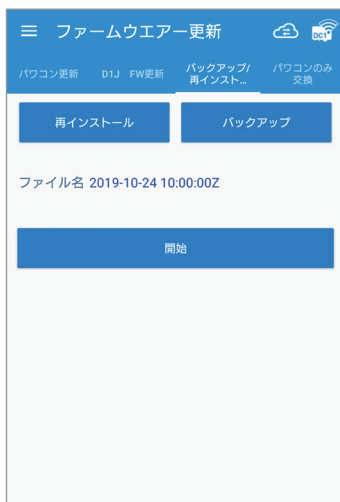 ファームウエアー更新
DC1
パワコン更新
D1J FW更新
バックアップ/
再インスト...
パワコンのみ
交換
再インストール
バックアップ
ファイル名 2019-10-24 10:00:00Z
開始